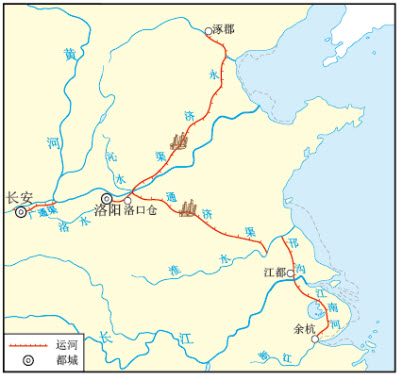 涿郡
永
济
渠
黄
河
沁
水
长安
广通渠
洛水
洛阳
洛口仓
通
济
渠
淮
水
邗
沟
江都
江
南
河
余杭
长
江
江
运河
都城